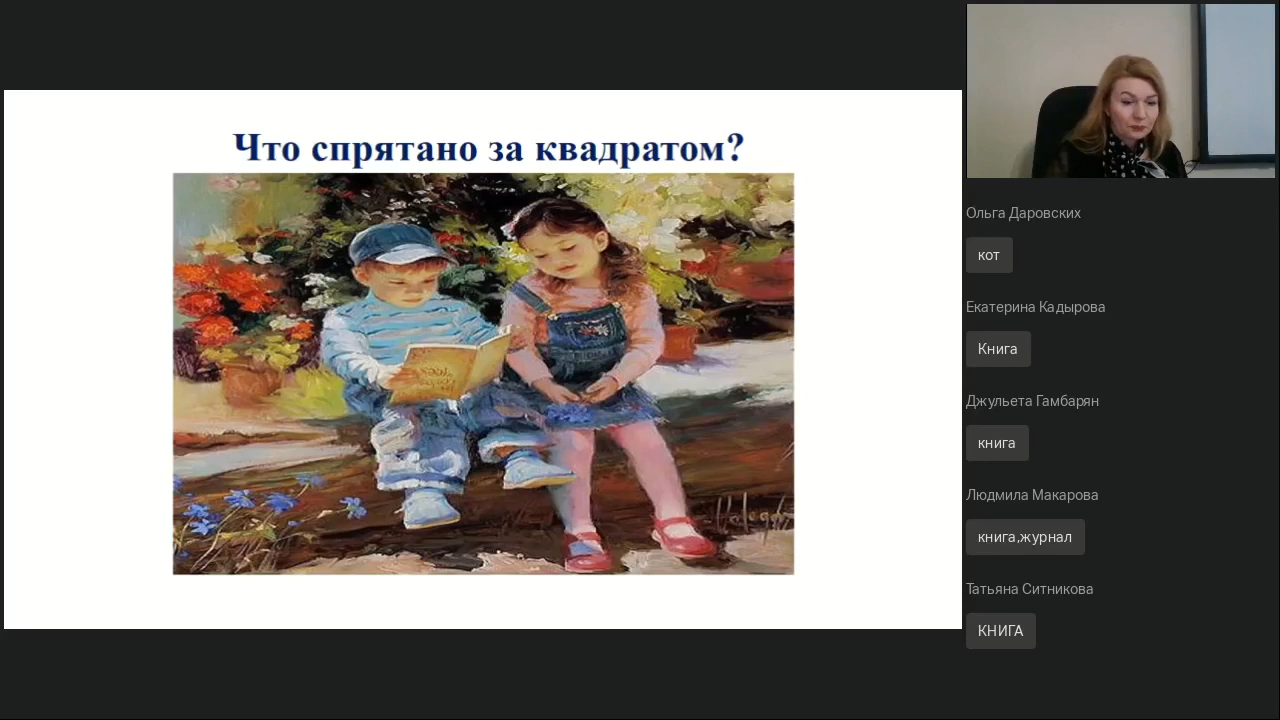 Что спрятано за квадратом?
Ольга Даровских
кот
Екатерина Кадырова
Книга
Джульета Гамбарян
книга
Людмила Макарова
книга,журнал
Татьяна Ситникова
КНИГА